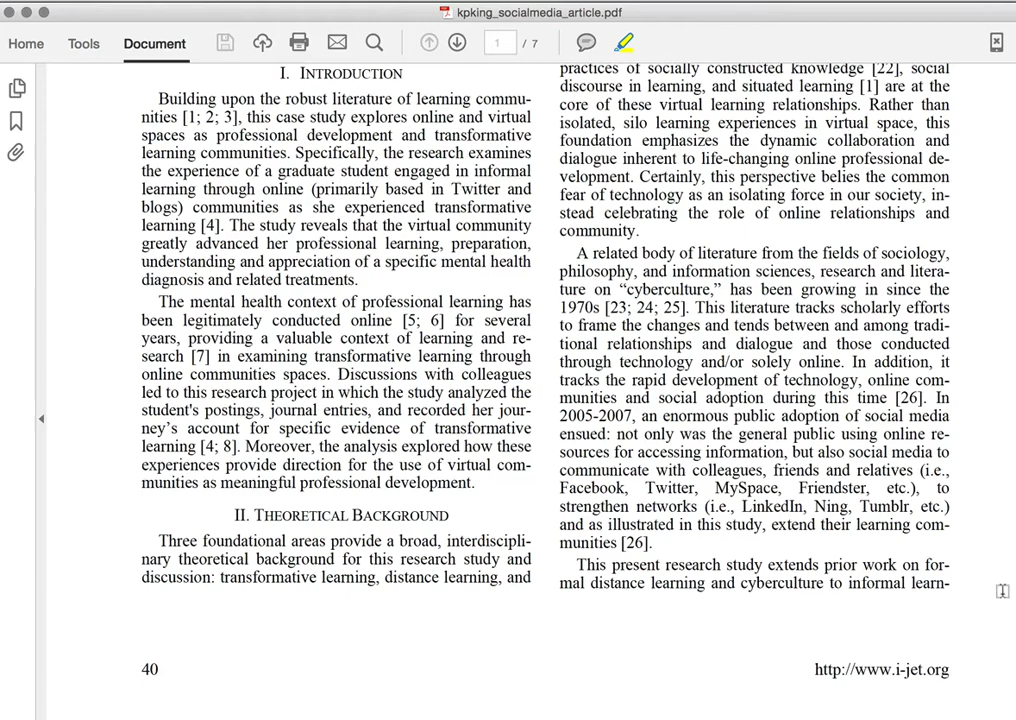 kpking_socialmedia_article.pdf
Home Tools Document 1 / 7
I. INTRODUCTION
Building upon the robust literature of learning commu-
nities [1; 2; 3], this case study explores online and virtual
spaces as professional development and transformative
learning communities. Specifically, the research examines
the experience of a graduate student engaged in informal
learning through online (primarily based in Twitter and
blogs) communities as she experienced transformative
learning [4]. The study reveals that the virtual community
greatly advanced her professional learning, preparation,
understanding and appreciation of a specific mental health
diagnosis and related treatments.
The mental health context of professional learning has
been legitimately conducted online [5; 6] for several
years, providing a valuable context of learning and re-
search [7] in examining transformative learning through
online communities spaces. Discussions with colleagues
led to this research project in which the study analyzed the
student's postings, journal entries, and recorded her jour-
ney's account for specific evidence of transformative
learning [4; 8]. Moreover, the analysis explored how these
experiences provide direction for the use of virtual com-
munities as meaningful professional development.
II. THEORETICAL BACKGROUND
Three foundational areas provide a broad, interdiscipli-
nary theoretical background for this research study and
discussion: transformative learning, distance learning, and
practices of socially constructed knowledge [22], social
discourse in learning, and situated learning [1] are at the
core of these virtual learning relationships. Rather than
isolated, silo learning experiences in virtual space, this
foundation emphasizes the dynamic collaboration and
dialogue inherent to life-changing online professional de-
velopment. Certainly, this perspective belies the common
fear of technology as an isolating force in our society, in-
stead celebrating the role of online relationships and
community.
A related body of literature from the fields of sociology,
philosophy, and information sciences, research and litera-
ture on “cyberculture,” has been growing in since the
1970s [23; 24; 25]. This literature tracks scholarly efforts
to frame the changes and tends between and among tradi-
tional relationships and dialogue and those conducted
through technology and/or solely online. In addition, it
tracks the rapid development of technology, online com-
munities and social adoption during this time [26]. In
2005-2007, an enormous public adoption of social media
ensued: not only was the general public using online re-
sources for accessing information, but also social media to
communicate with colleagues, friends and relatives (i.e.,
Facebook, Twitter, MySpace, Friendster, etc.), to
strengthen networks (i.e., LinkedIn, Ning, Tumblr, etc.)
and as illustrated in this study, extend their learning com-
munities [26].
This present research study extends prior work on for-
mal distance learning and cyberculture to informal learn-
40
http://www.i-jet.org